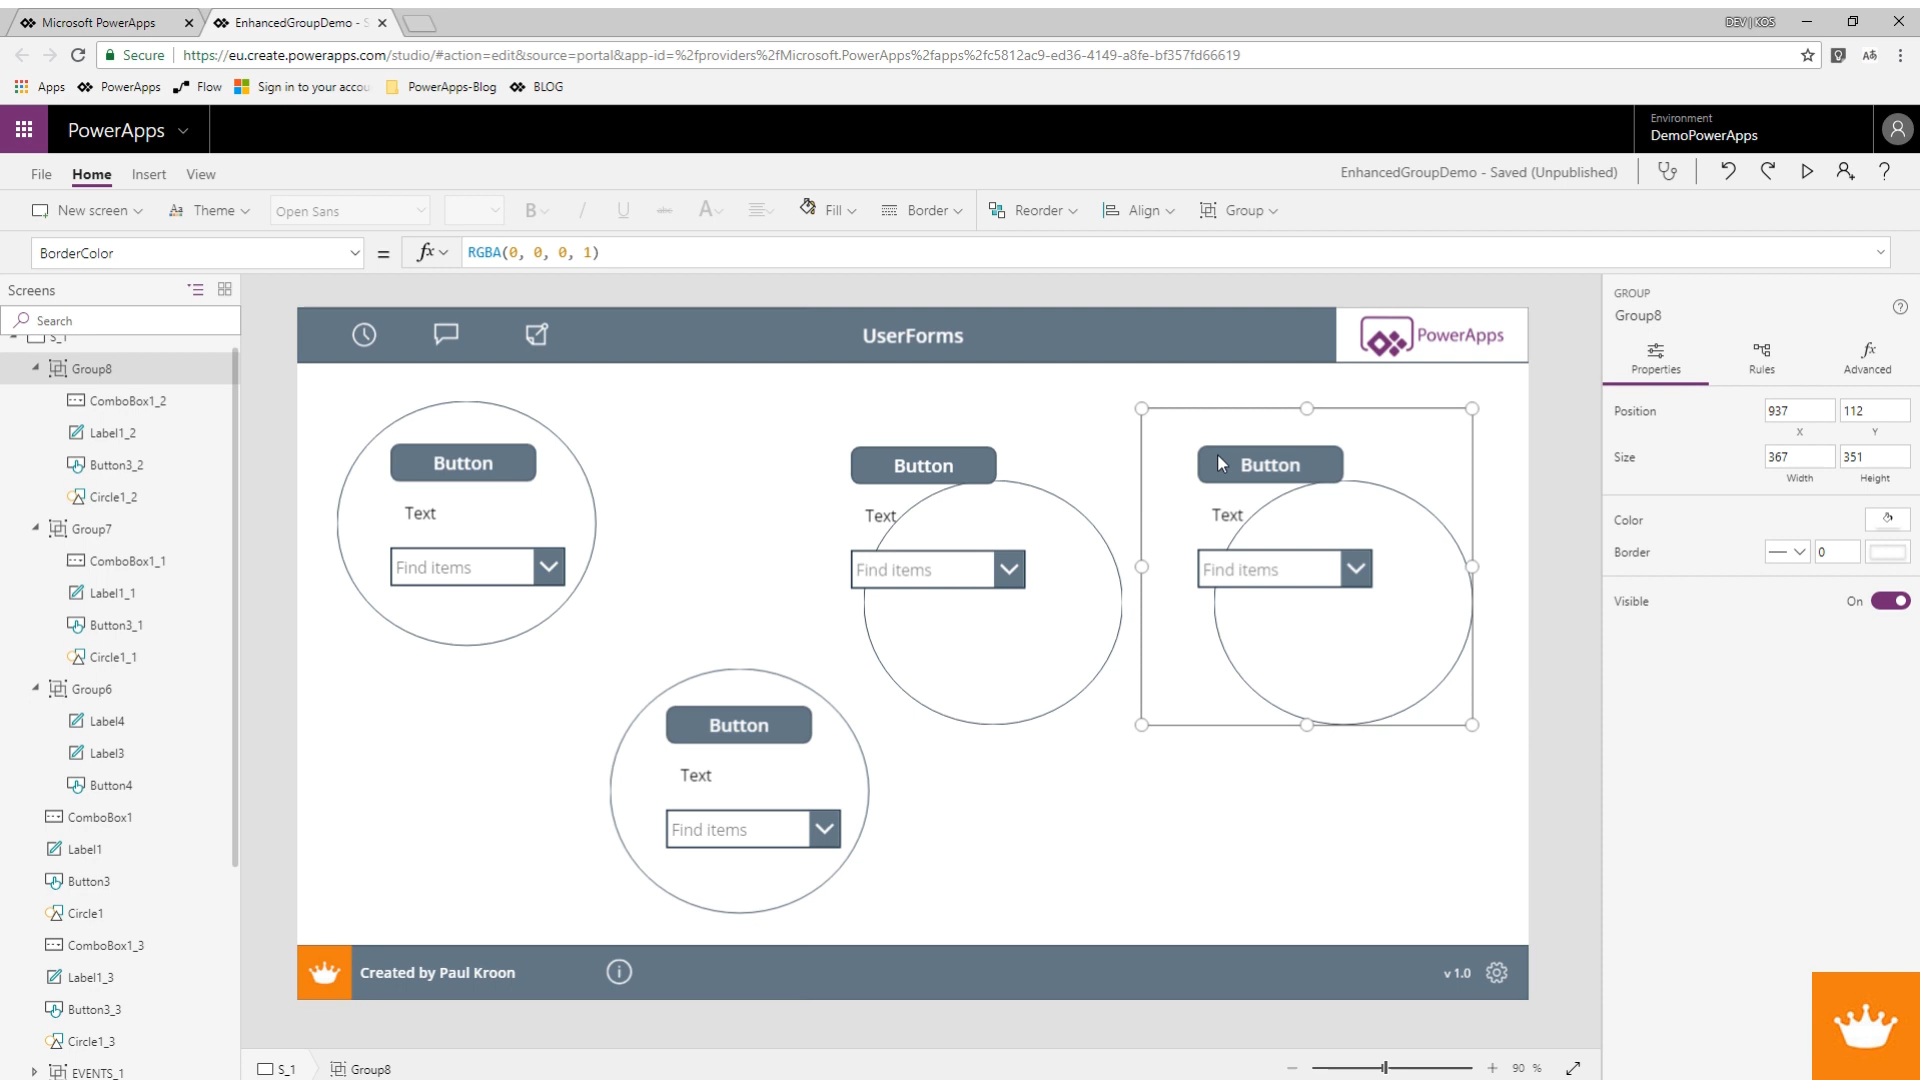 Microsoft PowerApps
EnhancedGroupDemo - S
DEV|KOS
Secure
https://eu.create.powerapps.com/studio/#action=edit&source=portal&app-id=%2fproviders%2fMicrosoft.PowerApps%2fapps%2fc5812ac9-ed36-4149-a8fe-bf357fd66619
Apps PowerApps Flow Sign in to your accou PowerApps-Blog BLOG
PowerApps
Environment
DemoPowerApps
File Home Insert View
EnhancedGroupDemo - Saved (Unpublished)
New screen Theme Open Sans B / U abc A Fill Border Reorder Align Group
BorderColor = fx RGBA(0, 0, 0, 1)
Screens
Search
S_1
Group8
ComboBox1_2
Label1_2
Button3_2
Circle1_2
Group7
ComboBox1_1
Label1_1
Button3_1
Circle1_1
Group6
Label4
Label3
Button4
ComboBox1
Label1
Button3
Circle1
ComboBox1_3
Label1_3
Button3_3
Circle1_3
EVENTS_1
UserForms
PowerApps
Button
Text
Find items
Button
Text
Find items
Button
Text
Find items
Button
Text
Find items
Created by Paul Kroon
v 1.0
S_1 Group8
90 %
GROUP
Group8
Properties Rules Advanced
Position 937 112
X Y
Size 367 351
Width Height
Color
Border 0
Visible On